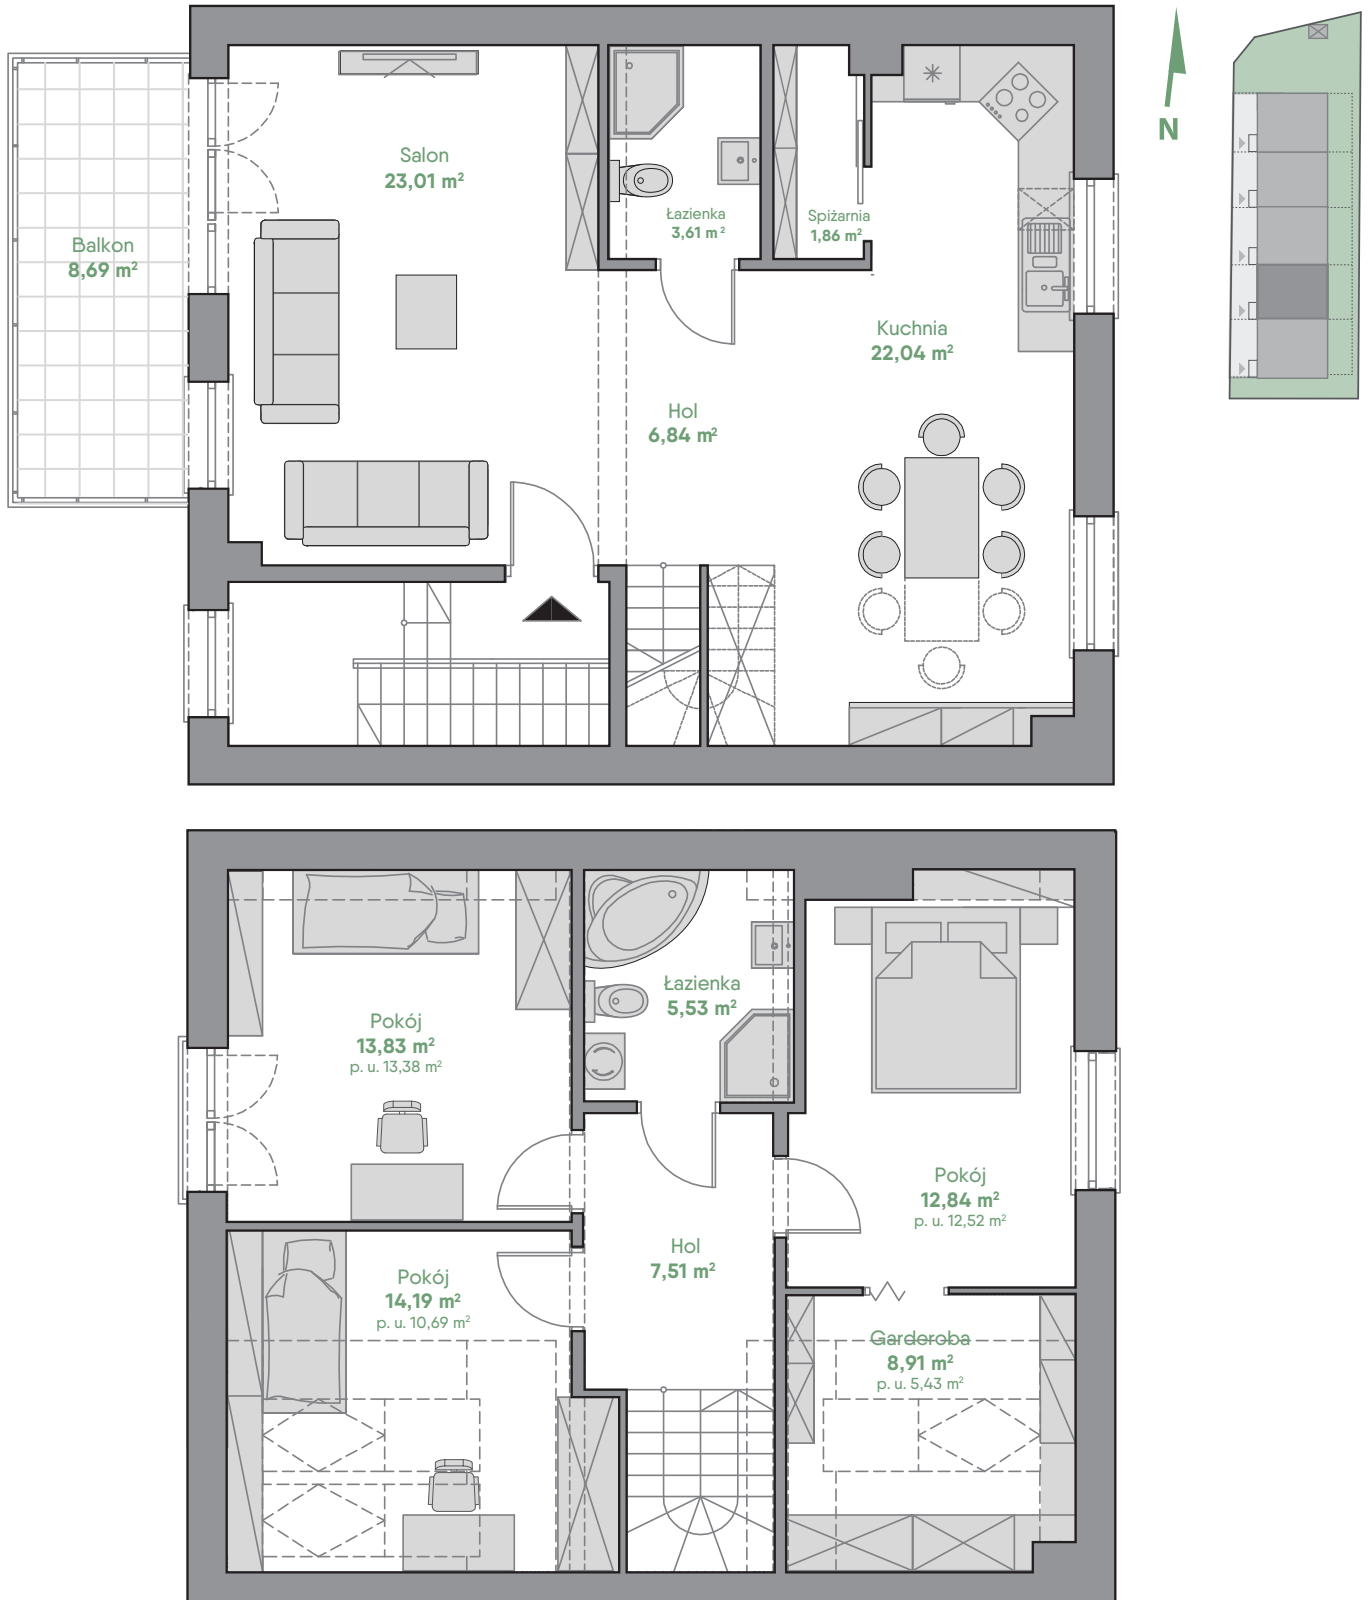 Salon
23,01 m²
Balkon
8,69 m²
Łazienka
3,61 m²
Spiżarnia
1,86 m²
Kuchnia
22,04 m²
Hol
6,84 m²
N
Pokój
13,83 m²
p. u. 13,38 m²
Łazienka
5,53 m²
Pokój
12,84 m²
p. u. 12,52 m²
Hol
7,51 m²
Pokój
14,19 m²
p. u. 10,69 m²
Garderoba
8,91 m²
p. u. 5,43 m²